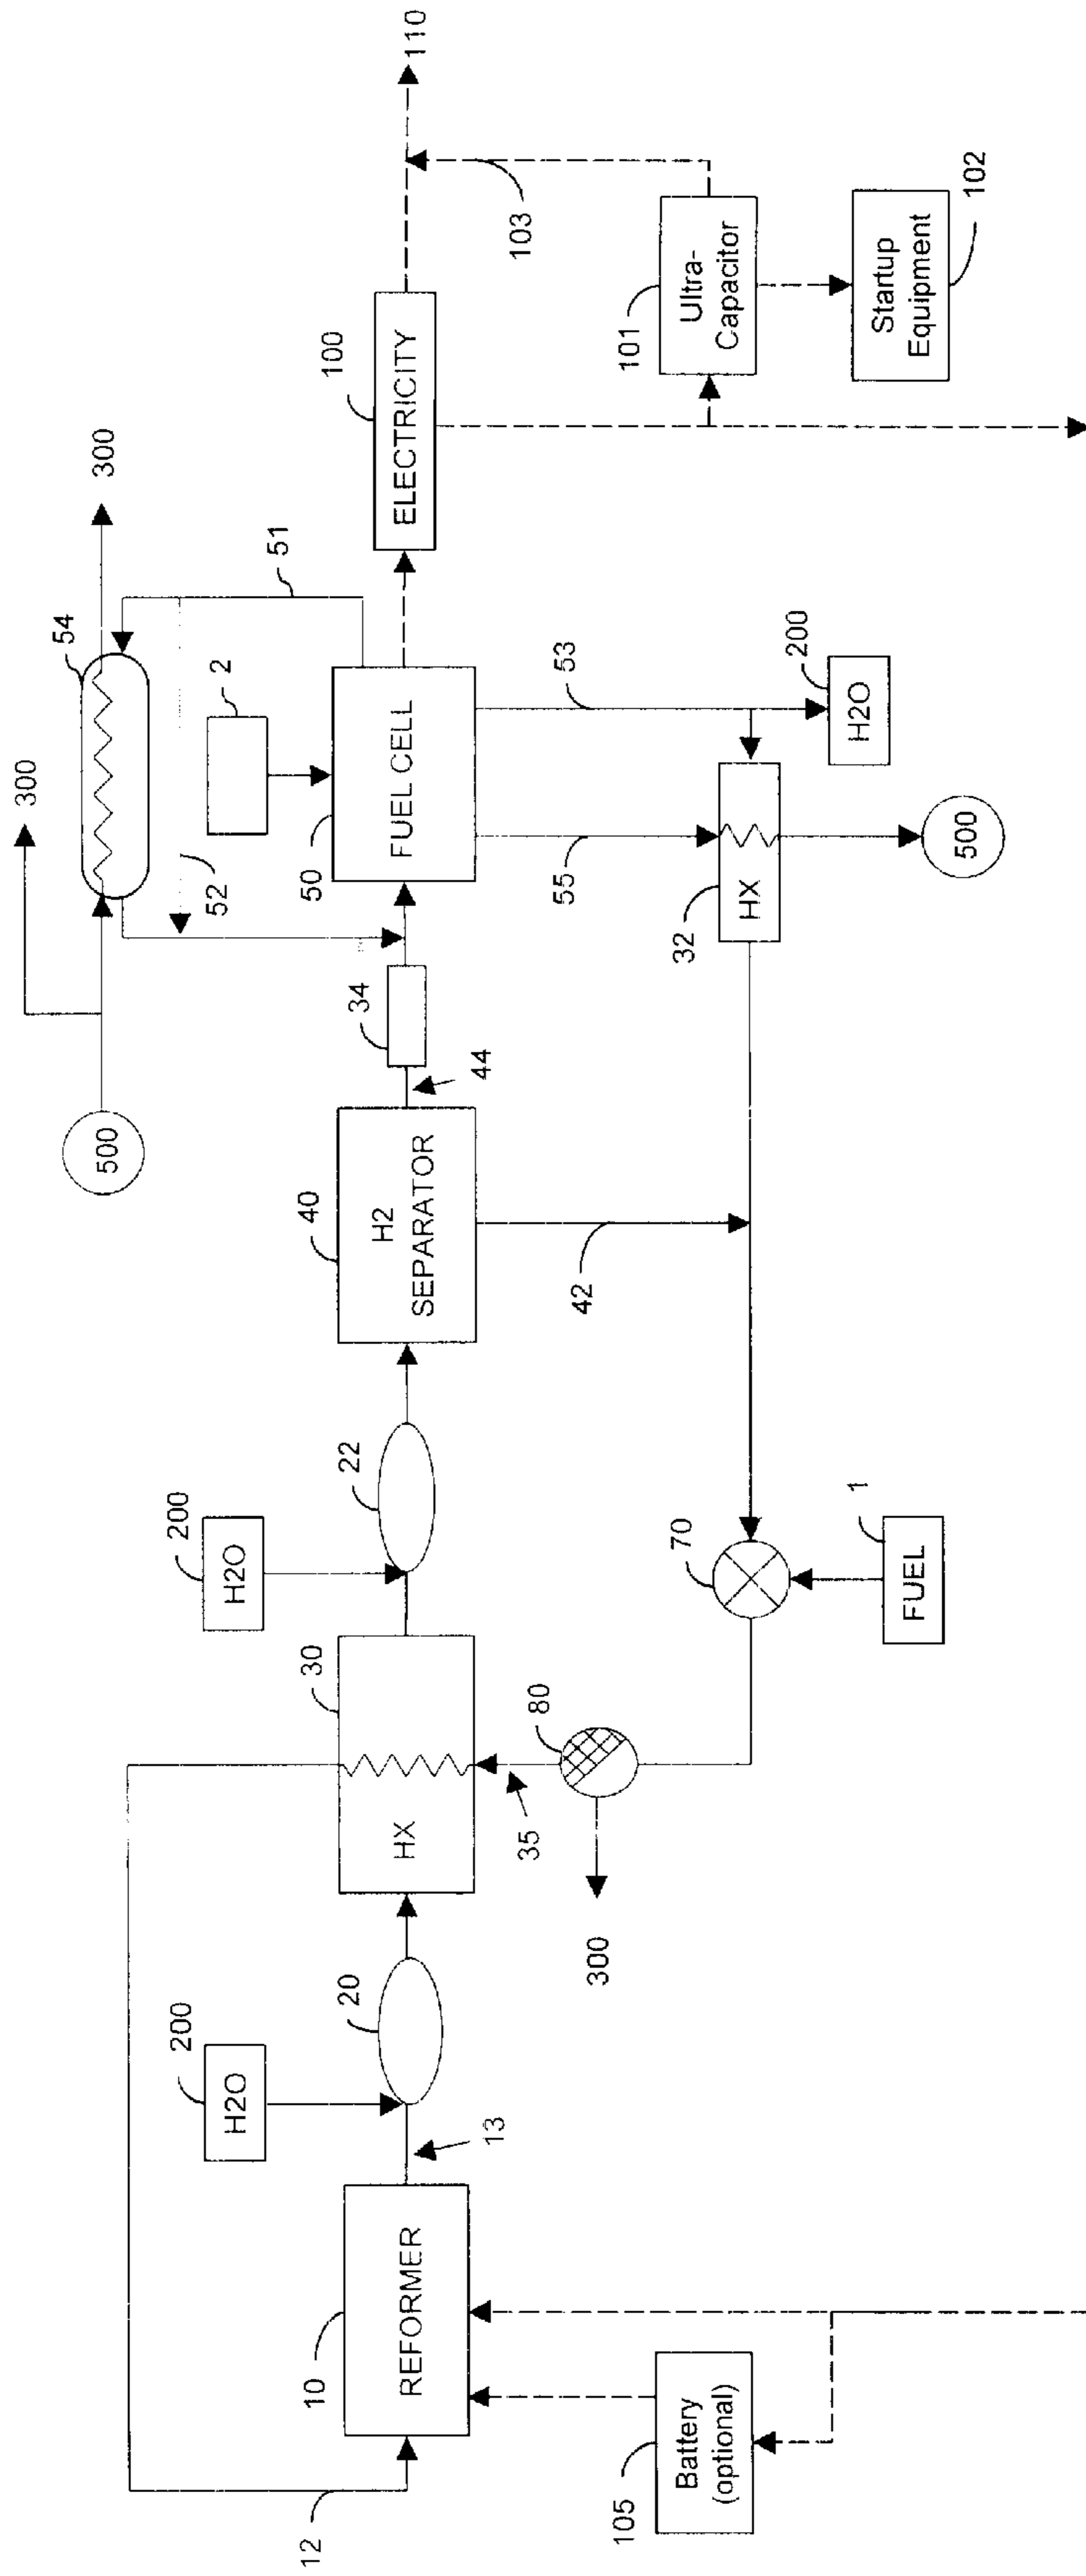 500
300
300
54
52
51
2
200
H2O
200
H2O
12
10
REFORMER
13
20
30
HX
22
40
H2
SEPARATOR
44
34
50
FUEL CELL
100
ELECTRICITY
110
103
35
80
300
42
55
53
32
HX
200
H2O
500
70
1
FUEL
101
Ultra-
Capacitor
102
Startup
Equipment
105
Battery
(optional)